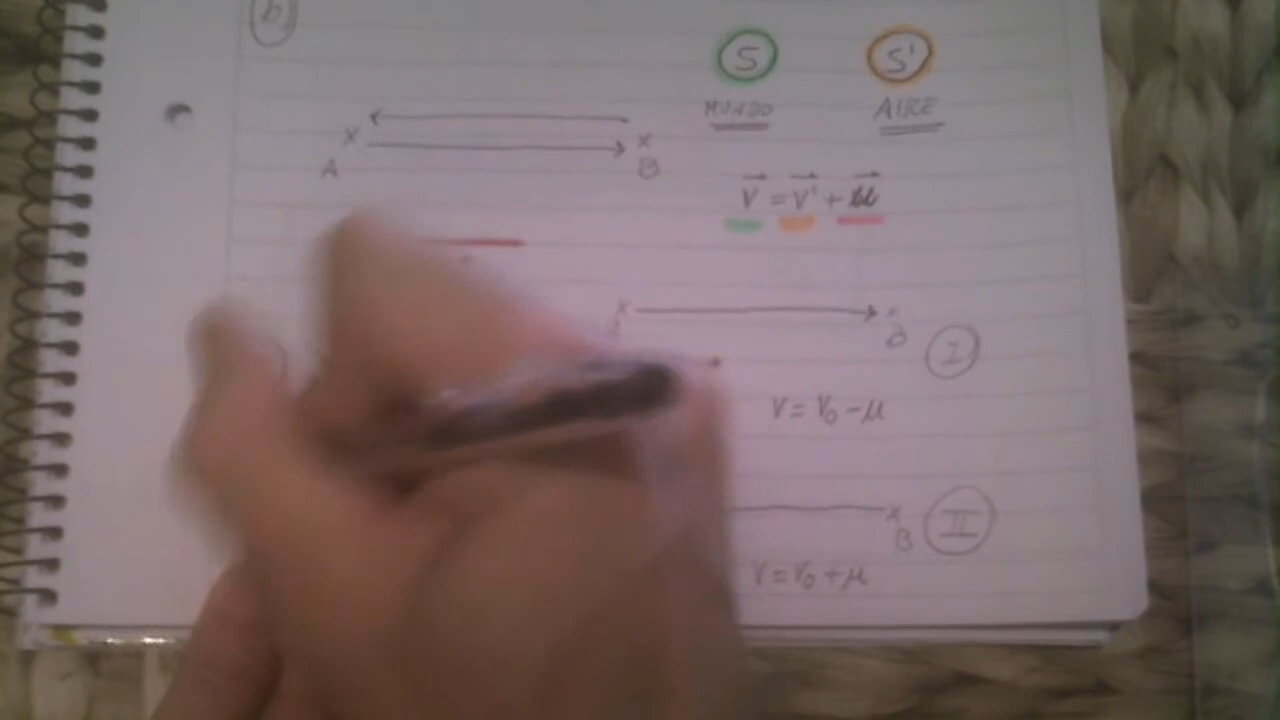 b
S S'
MUNDO AIRE
x x
A B
V = V' + u
x x
B
I
V = V₀ - μ
x
B
II
V = V₀ + μ